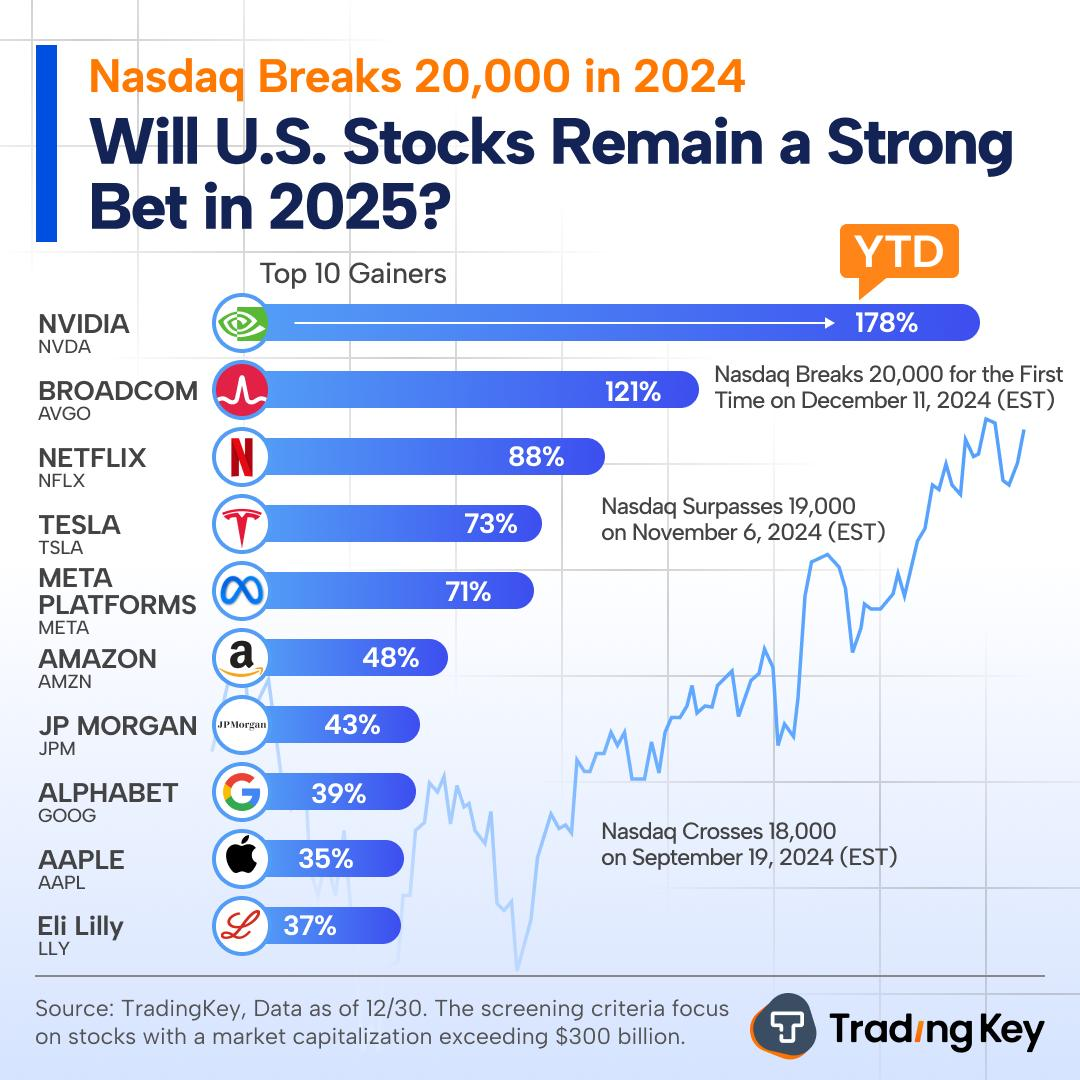 Nasdaq Breaks 20,000 in 2024
Will U.S. Stocks Remain a Strong
Bet in 2025?
YTD
Top 10 Gainers
NVIDIA
NVDA
178%
BROADCOM
AVGO
121%
Nasdaq Breaks 20,000 for the First
Time on December 11, 2024 (EST)
NETFLIX
NFLX
N
88%
TESLA
TSLA
73%
Nasdaq Surpasses 19,000
on November 6, 2024 (EST)
META
PLATFORMS
META
71%
AMAZON
AMZN
a
48%
JP MORGAN
JPM
JPMorgan
43%
ALPHABET
GOOG
G
39%
Nasdaq Crosses 18,000
on September 19, 2024 (EST)
AAPLE
AAPL
35%
Eli Lilly
LLY
L
37%
Source: TradingKey, Data as of 12/30. The screening criteria focus
on stocks with a market capitalization exceeding $300 billion.
Trading Key